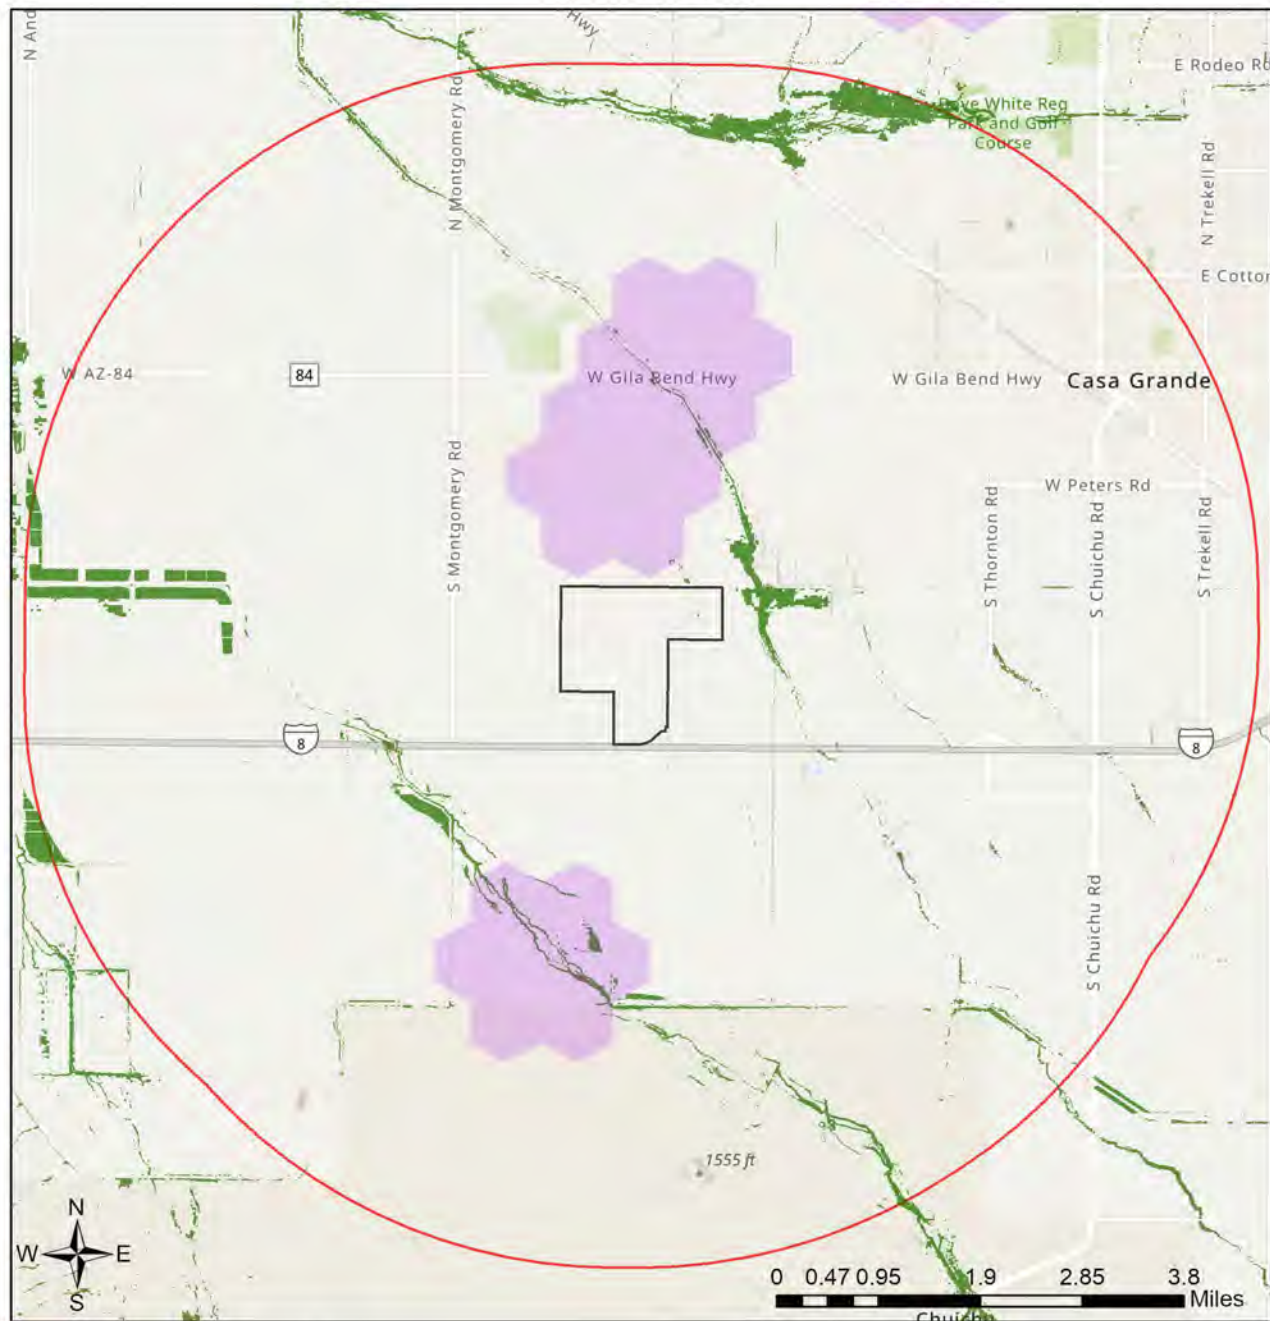 N And
Hwy
E Rodeo Rd
N Montgomery Rd
Dave White Reg
Park and Golf
Course
N Trekell Rd
E Cotton
W AZ-84
84
W Gila Bend Hwy
W Gila Bend Hwy
Casa Grande
S Montgomery Rd
W Peters Rd
S Thornton Rd
S Chuichu Rd
S Trekell Rd
8
8
S Chuichu Rd
1555 ft
N
W
E
S
0 0.47 0.95 1.9 2.85 3.8
Miles
Chuichu